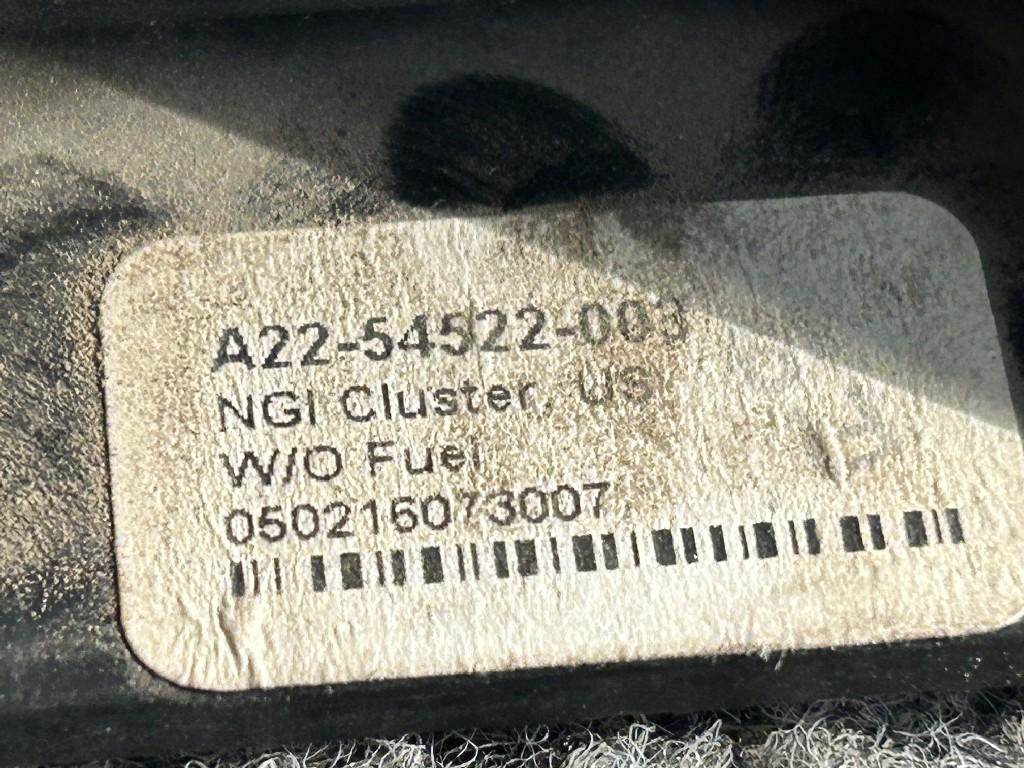 A22-54522-003
NGI Cluster, US
W/O Fuel
050216073007